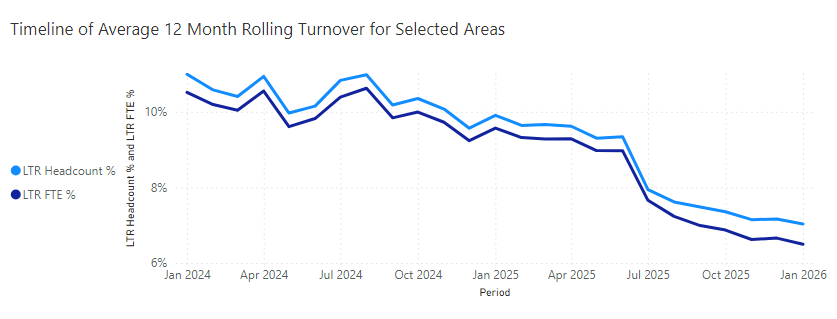 Timeline of Average 12 Month Rolling Turnover for Selected Areas
LTR Headcount %
LTR FTE %
LTR Headcount % and LTR FTE %
10%
8%
6%
Jan 2024
Apr 2024
Jul 2024
Oct 2024
Jan 2025
Apr 2025
Jul 2025
Oct 2025
Jan 2026
Period